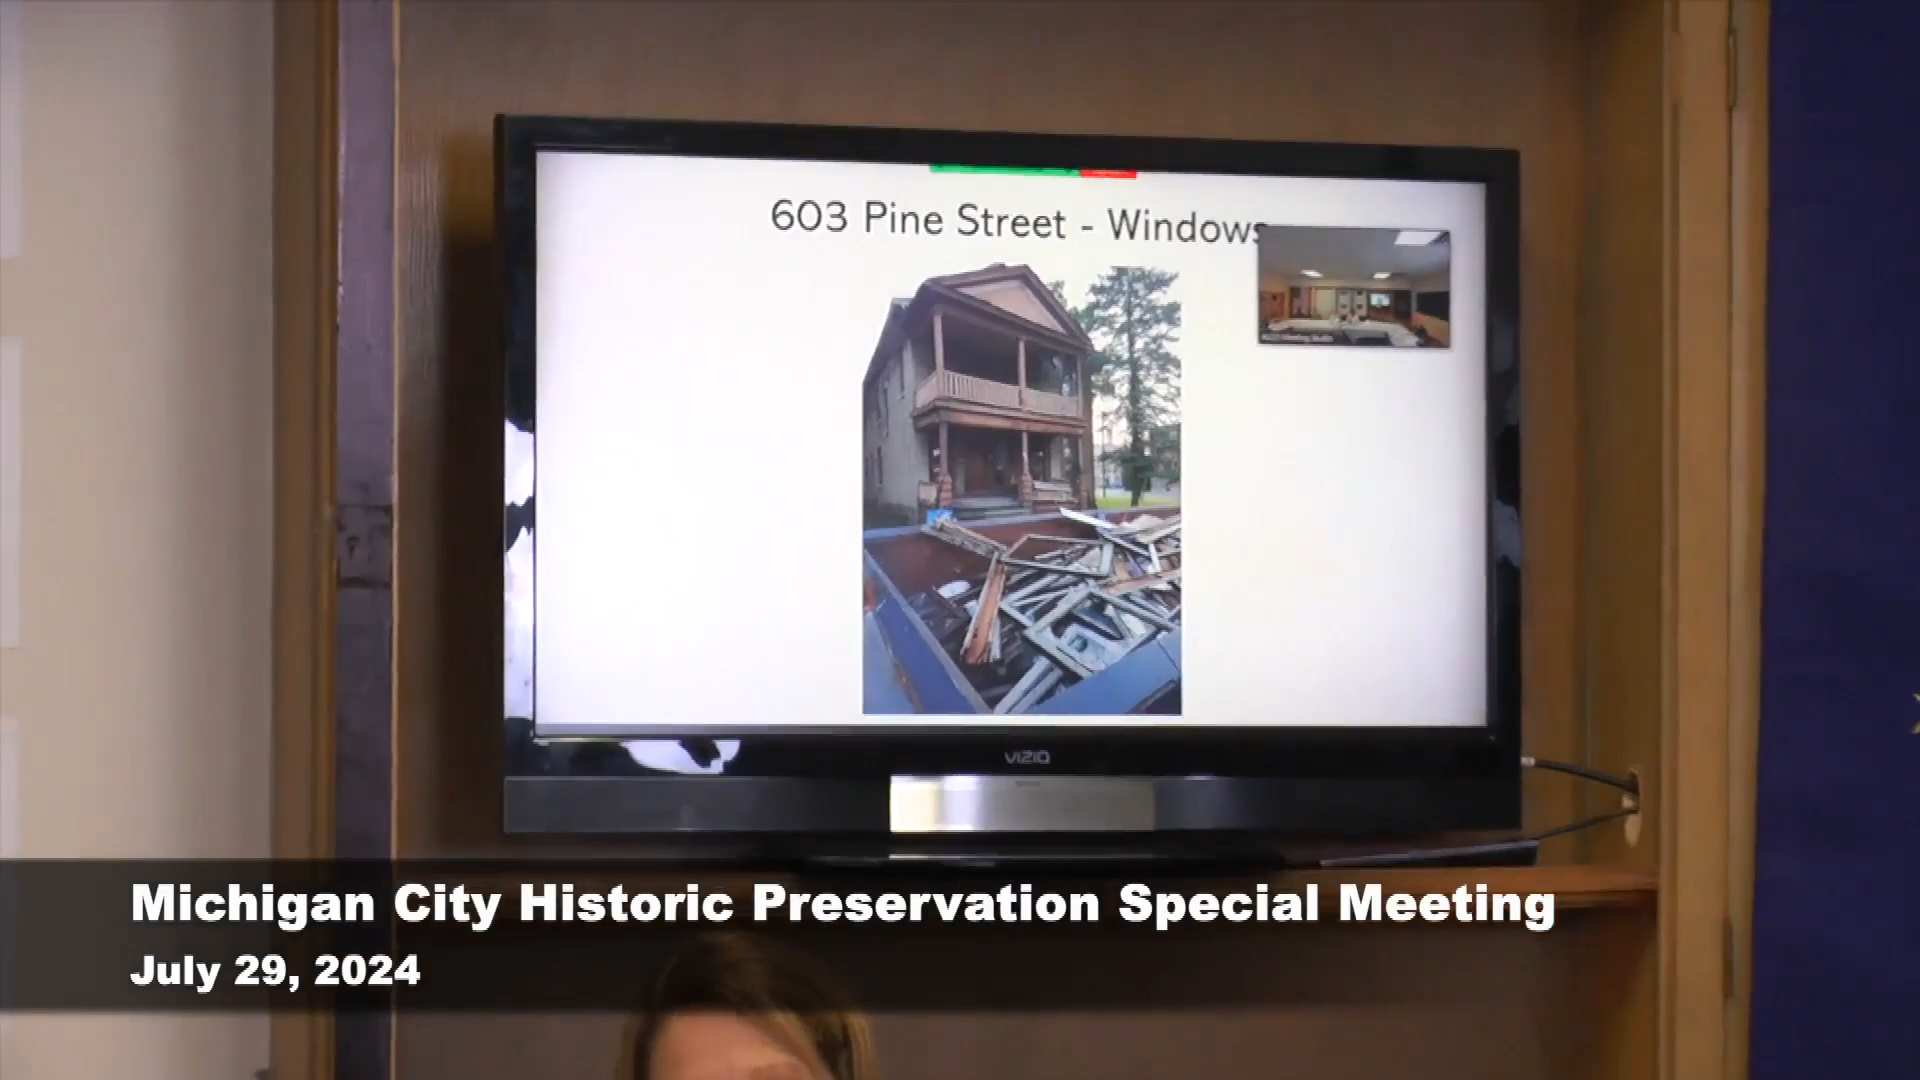 603 Pine Street - Windows
VIZIO
Michigan City Historic Preservation Special Meeting
July 29, 2024